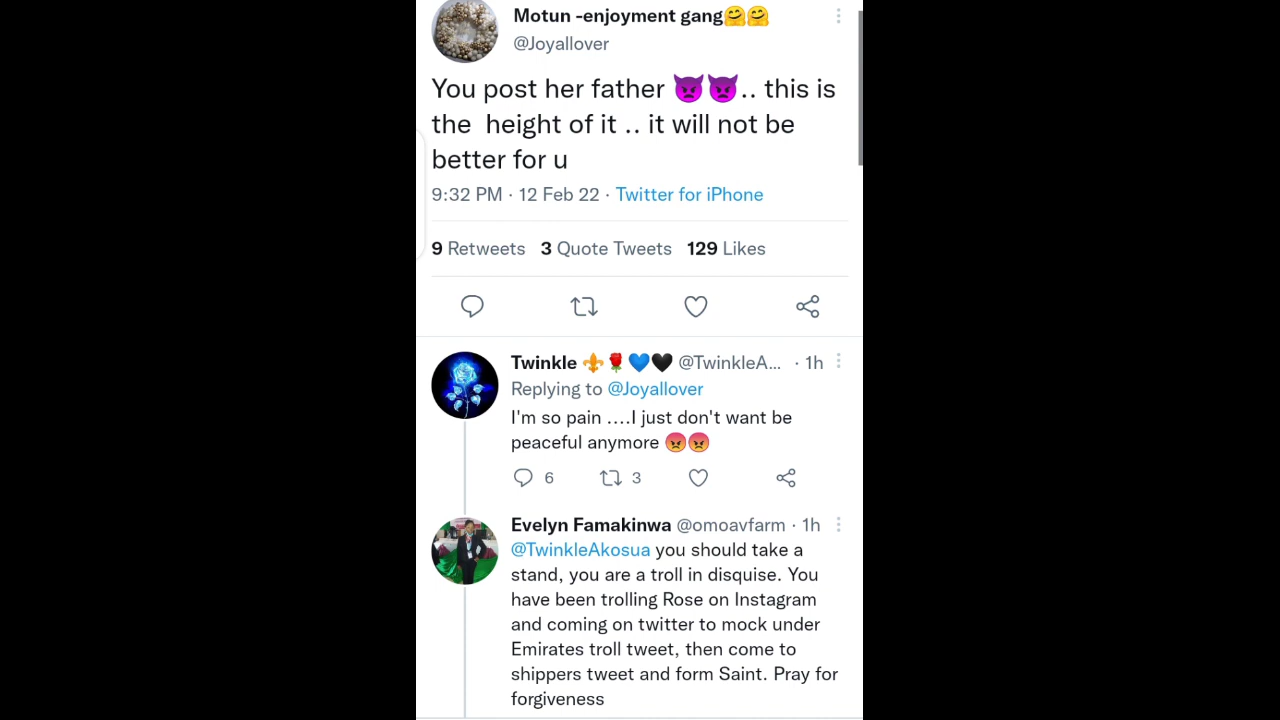 Motun -enjoyment gang🤗🤗
@Joyallover
You post her father 👿👿.. this is
the  height of it .. it will not be
better for u
9:32 PM · 12 Feb 22 · Twitter for iPhone
9 Retweets 3 Quote Tweets 129 Likes
Twinkle ⚜️🌹💙🖤 @TwinkleA... · 1h
Replying to @Joyallover
I'm so pain ....I just don't want be
peaceful anymore 😡😡
6 3
Evelyn Famakinwa @omoavfarm · 1h
@TwinkleAkosua you should take a
stand, you are a troll in disquise. You
have been trolling Rose on Instagram
and coming on twitter to mock under
Emirates troll tweet, then come to
shippers tweet and form Saint. Pray for
forgiveness